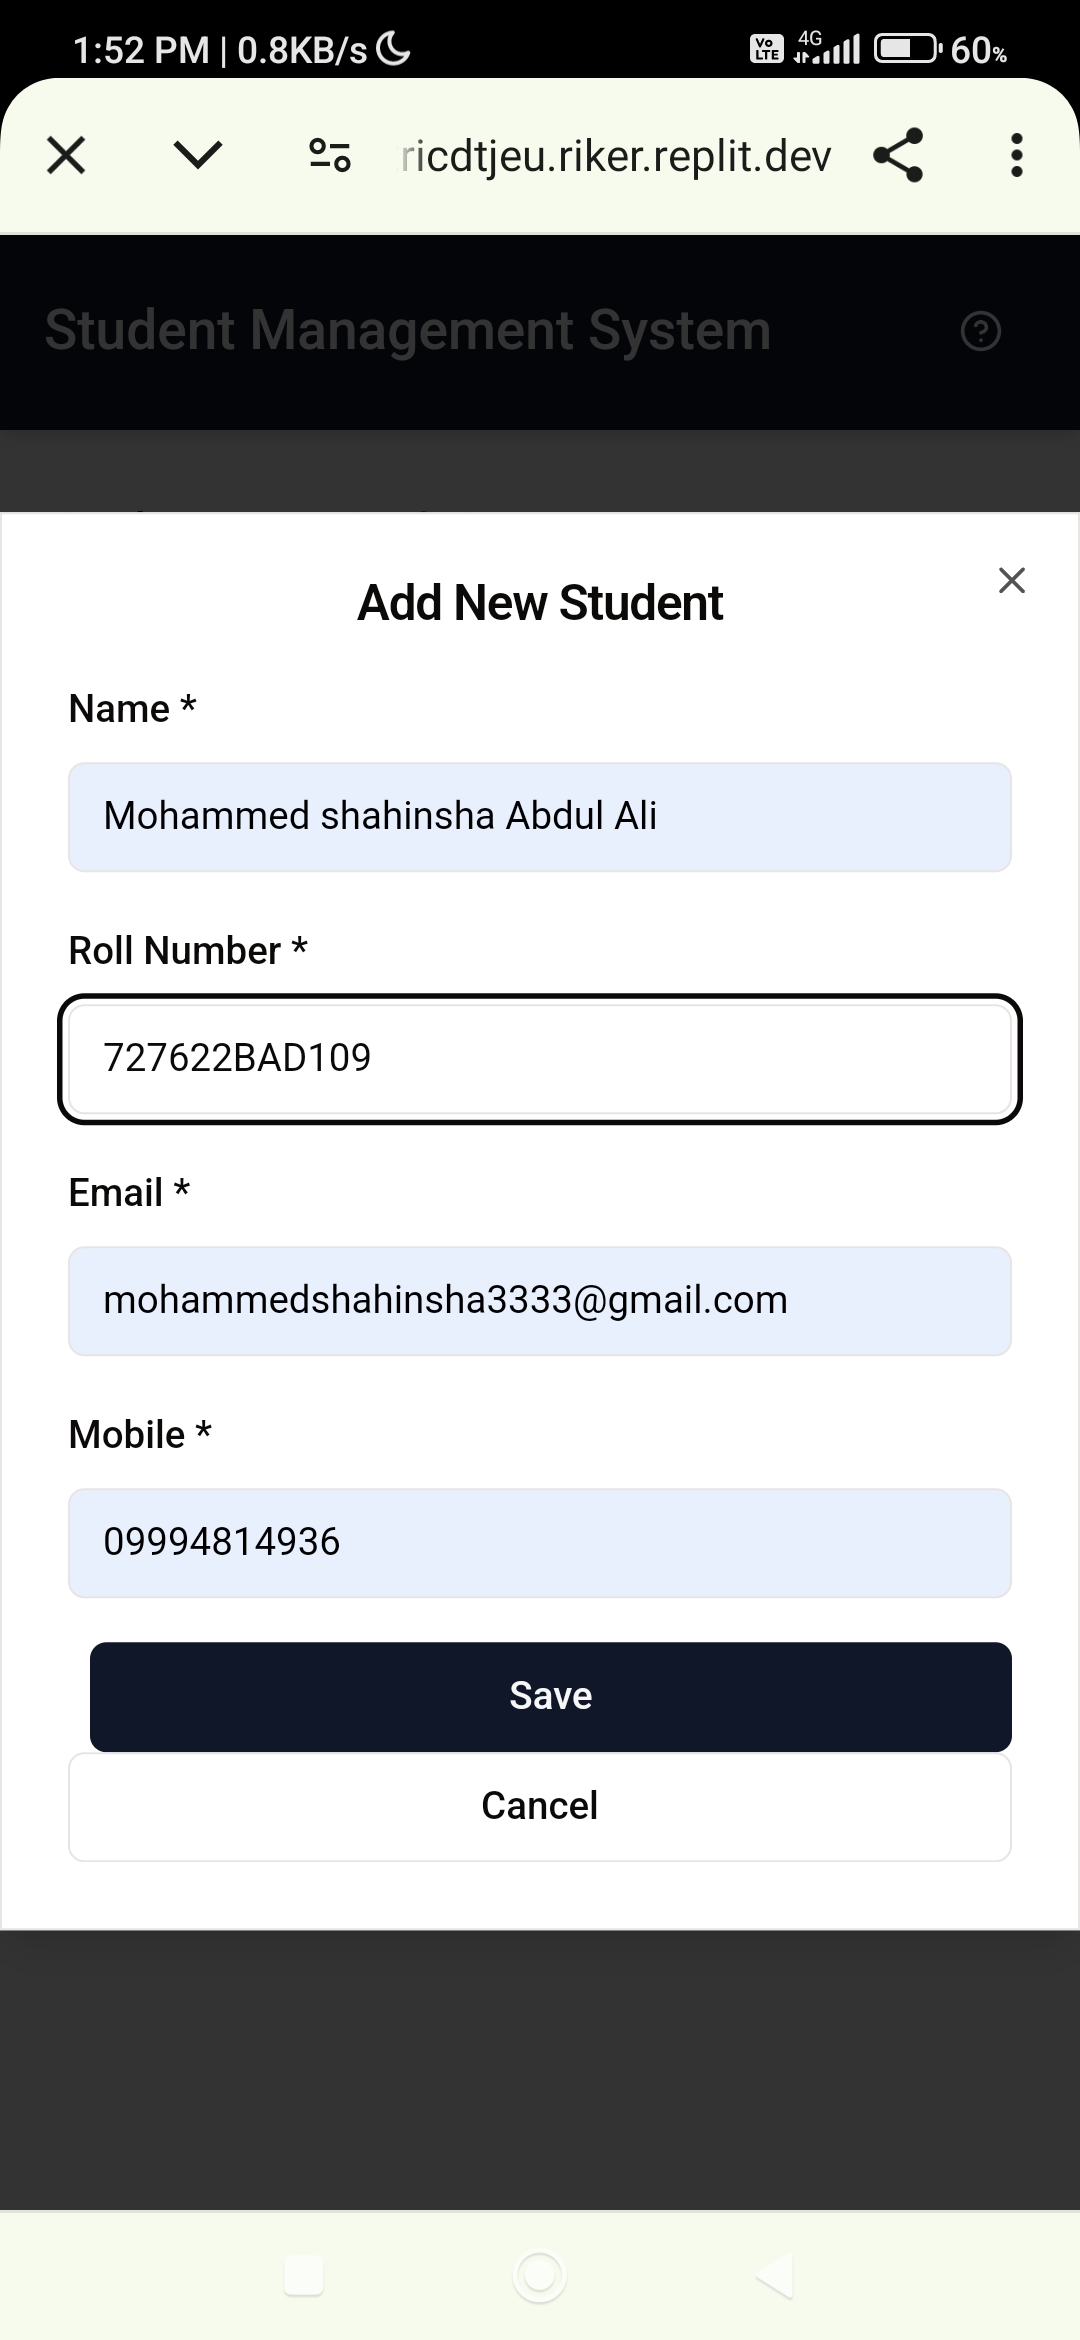 1:52 PM | 0.8KB/s
Vo LTE 4G 60%
ricdtjeu.riker.replit.dev
Student Management System
Add New Student
Name *
Mohammed shahinsha Abdul Ali
Roll Number *
727622BAD109
Email *
mohammedshahinsha3333@gmail.com
Mobile *
09994814936
Save
Cancel